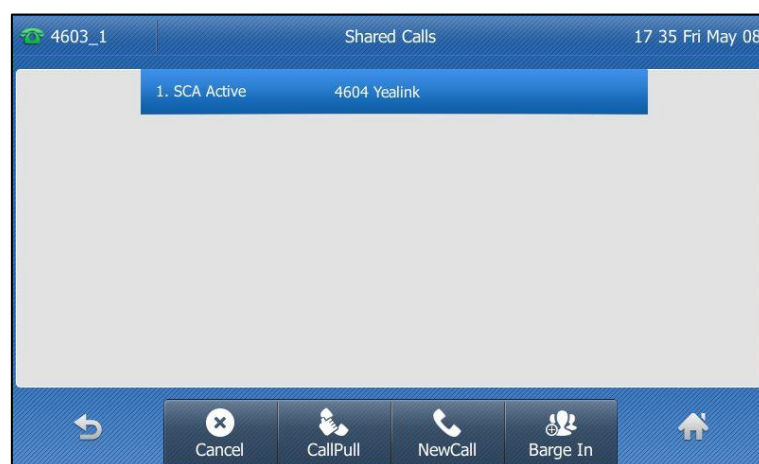 4603_1 Shared Calls 17 35 Fri May 08
1. SCA Active 4604 Yealink
Cancel CallPull NewCall Barge In